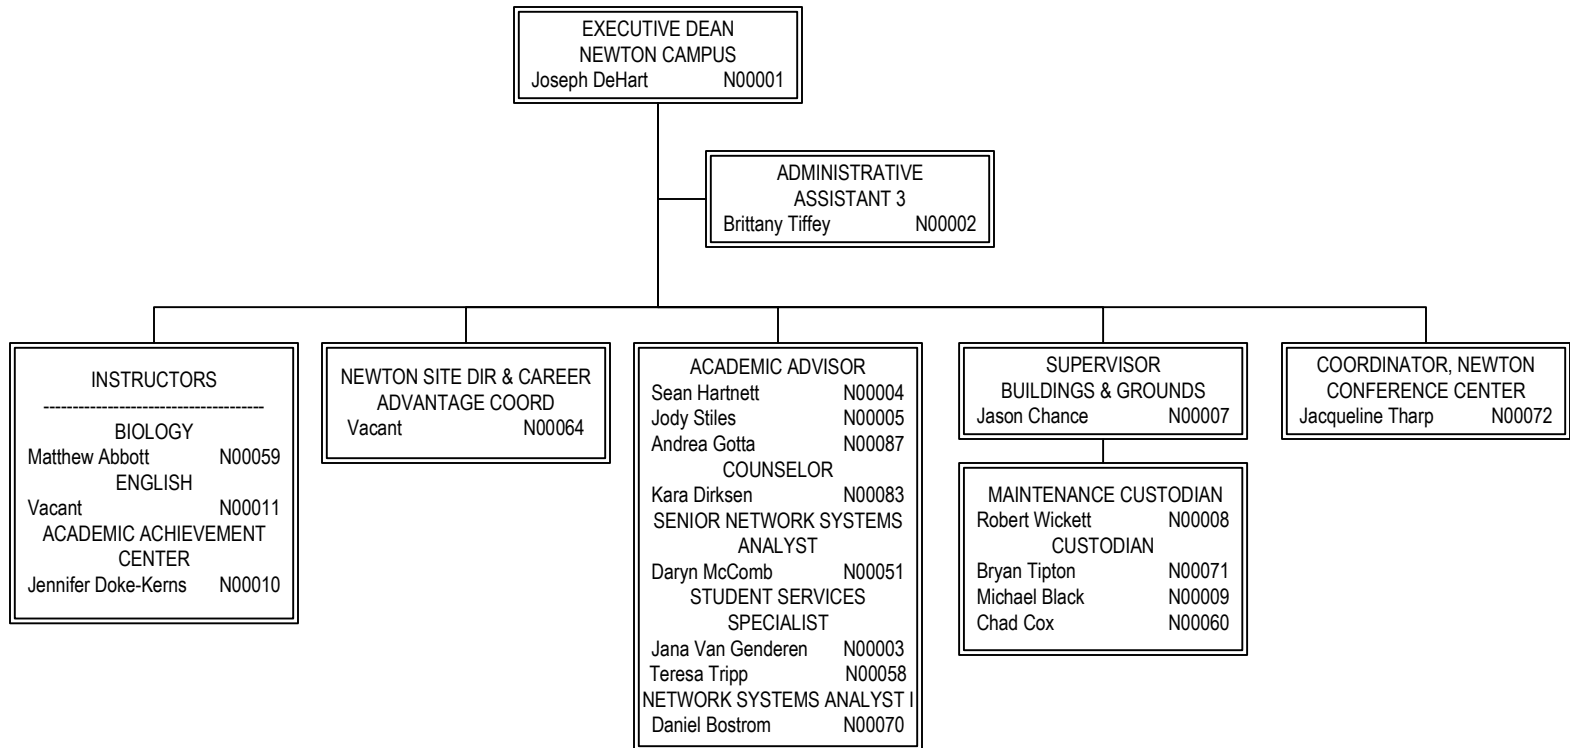 EXECUTIVE DEAN
NEWTON CAMPUS
Joseph DeHart N00001
ADMINISTRATIVE
ASSISTANT 3
Brittany Tiffey N00002
INSTRUCTORS
--------------------------------------
BIOLOGY
Matthew Abbott N00059
ENGLISH
Vacant N00011
ACADEMIC ACHIEVEMENT
CENTER
Jennifer Doke-Kerns N00010
NEWTON SITE DIR & CAREER
ADVANTAGE COORD
Vacant N00064
ACADEMIC ADVISOR
Sean Hartnett N00004
Jody Stiles N00005
Andrea Gotta N00087
COUNSELOR
Kara Dirksen N00083
SENIOR NETWORK SYSTEMS
ANALYST
Daryn McComb N00051
STUDENT SERVICES
SPECIALIST
Jana Van Genderen N00003
Teresa Tripp N00058
NETWORK SYSTEMS ANALYST I
Daniel Bostrom N00070
SUPERVISOR
BUILDINGS & GROUNDS
Jason Chance N00007
MAINTENANCE CUSTODIAN
Robert Wickett N00008
CUSTODIAN
Bryan Tipton N00071
Michael Black N00009
Chad Cox N00060
COORDINATOR, NEWTON
CONFERENCE CENTER
Jacqueline Tharp N00072